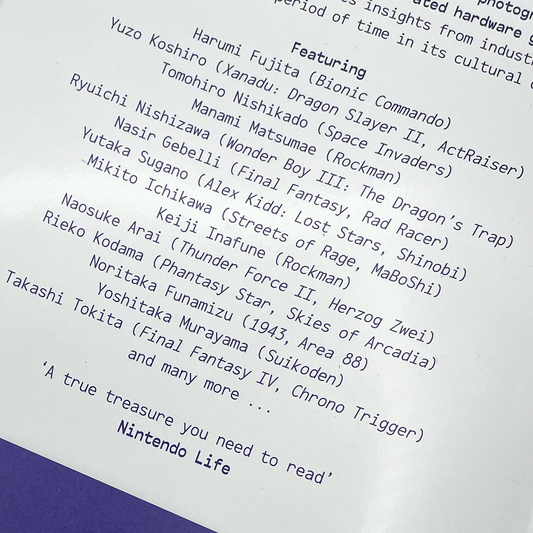 photogr
ated hardware g
s insights from industr
period of time in its cultural
Featuring
Harumi Fujita (Bionic Commando)
Yuzo Koshiro (Xanadu: Dragon Slayer II, ActRaiser)
Tomohiro Nishikado (Space Invaders)
Manami Matsumae (Rockman)
Ryuichi Nishizawa (Wonder Boy III: The Dragon's Trap)
Nasir Gebelli (Final Fantasy, Rad Racer)
Yutaka Sugano (Alex Kidd: Lost Stars, Shinobi)
Mikito Ichikawa (Streets of Rage, MaBoShi)
Keiji Inafune (Rockman)
Naosuke Arai (Thunder Force II, Herzog Zwei)
Rieko Kodama (Phantasy Star, Skies of Arcadia)
Noritaka Funamizu (1943, Area 88)
Yoshitaka Murayama (Suikoden)
Takashi Tokita (Final Fantasy IV, Chrono Trigger)
and many more ...
'A true treasure you need to read'
Nintendo Life